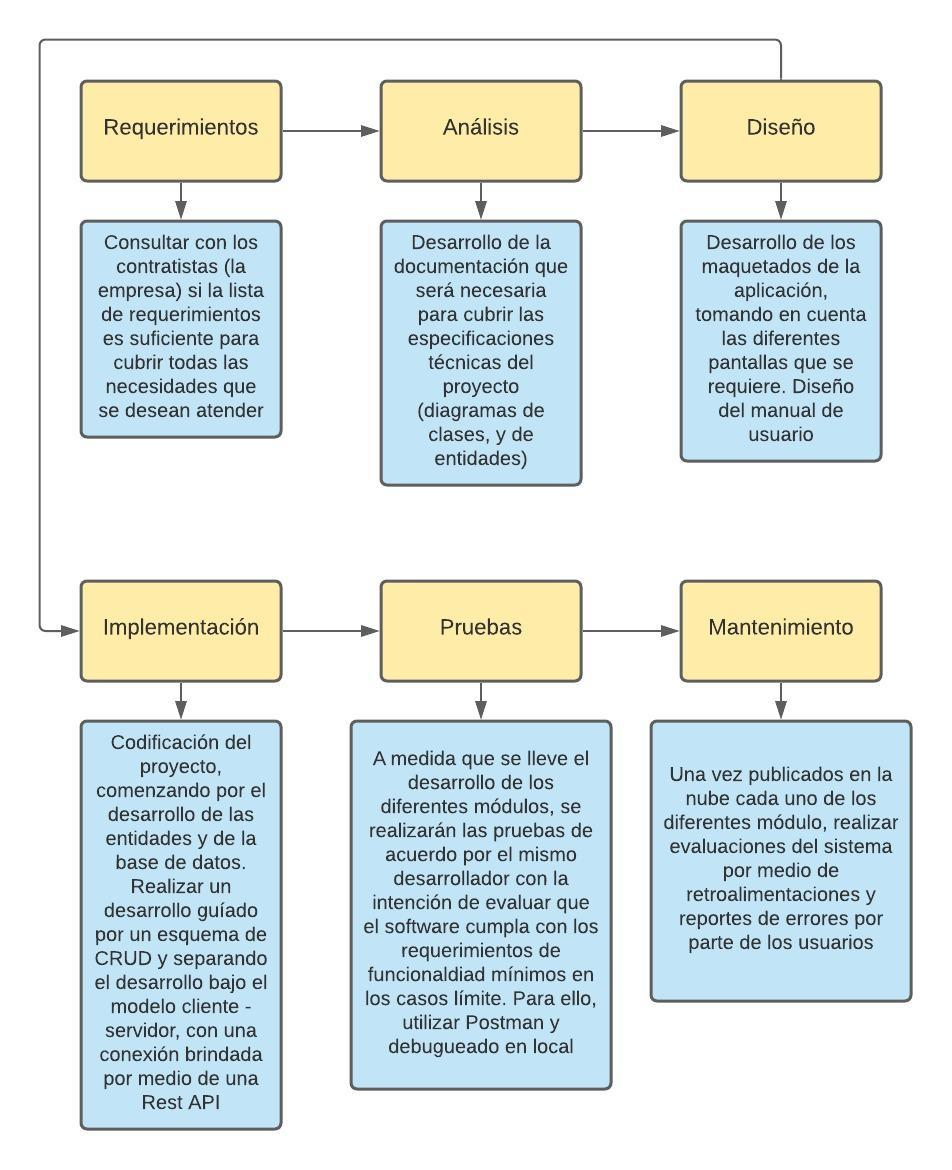 Requerimientos
Análisis
Diseño
Consultar con los
contratistas (la
empresa) si la lista
de requerimientos
es suficiente para
cubrir todas las
necesidades que
se desean atender
Desarrollo de la
documentación que
será necesaria
para cubrir las
especificaciones
técnicas del
proyecto
(diagramas de
clases, y de
entidades)
Desarrollo de los
maquetados de la
aplicación,
tomando en cuenta
las diferentes
pantallas que se
requiere. Diseño
del manual de
usuario
Implementación
Pruebas
Mantenimiento
Codificación del
proyecto,
comenzando por el
desarrollo de las
entidades y de la
base de datos.
Realizar un
desarrollo guíado
por un esquema de
CRUD y separando
el desarrollo bajo el
modelo cliente -
servidor, con una
conexión brindada
por medio de una
Rest API
A medida que se lleve el
desarrollo de los
diferentes módulos, se
realizarán las pruebas de
acuerdo por el mismo
desarrollador con la
intención de evaluar que
el software cumpla con los
requerimientos de
funcionaldiad mínimos en
los casos límite. Para ello,
utilizar Postman y
debugueado en local
Una vez publicados en la
nube cada uno de los
diferentes módulo, realizar
evaluaciones del sistema
por medio de
retroalimentaciones y
reportes de errores por
parte de los usuarios